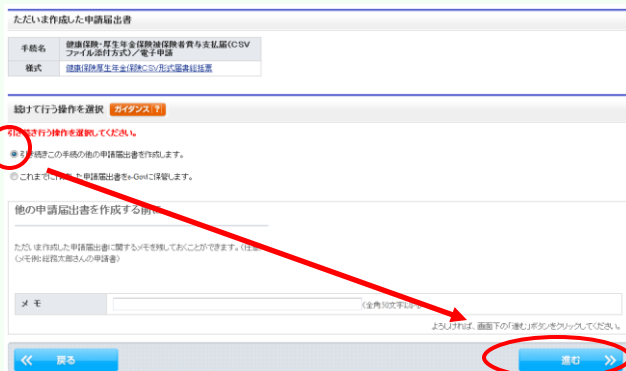 ただいま作成した申請届出書
手続名
健康保険・厚生年金保険被保険者賞与支払届(CSV
ファイル添付方式)／電子申請
様式
健康保険厚生年金保険CSV形式届書総括票
続けて行う操作を選択 ガイダンス ?
引き続き行う操作を選択してください。
引き続きこの手続の他の申請届出書を作成します。
これまでに作成した申請届出書をe-Govに保管します。
他の申請届出書を作成する前に
ただいま作成した申請届出書に関するメモを残しておくことができます。(任意
(メモ例:総務太郎さんの申請書)
メモ
(全角30文字以
よろしければ、画面下の「進む」ボタンをクリックしてください。
戻る
進む